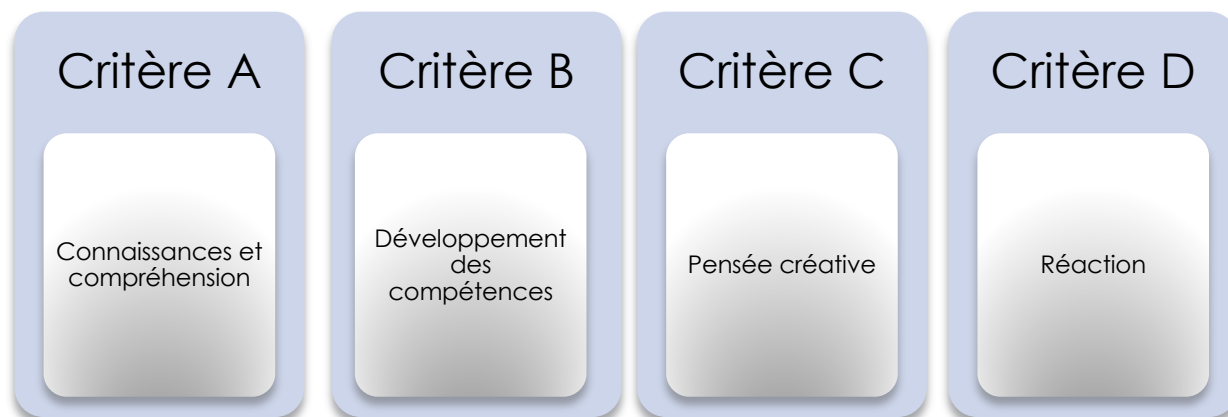 Critère A
Connaissances et
compréhension
Critère B
Développement
des
compétences
Critère C
Pensée créative
Critère D
Réaction